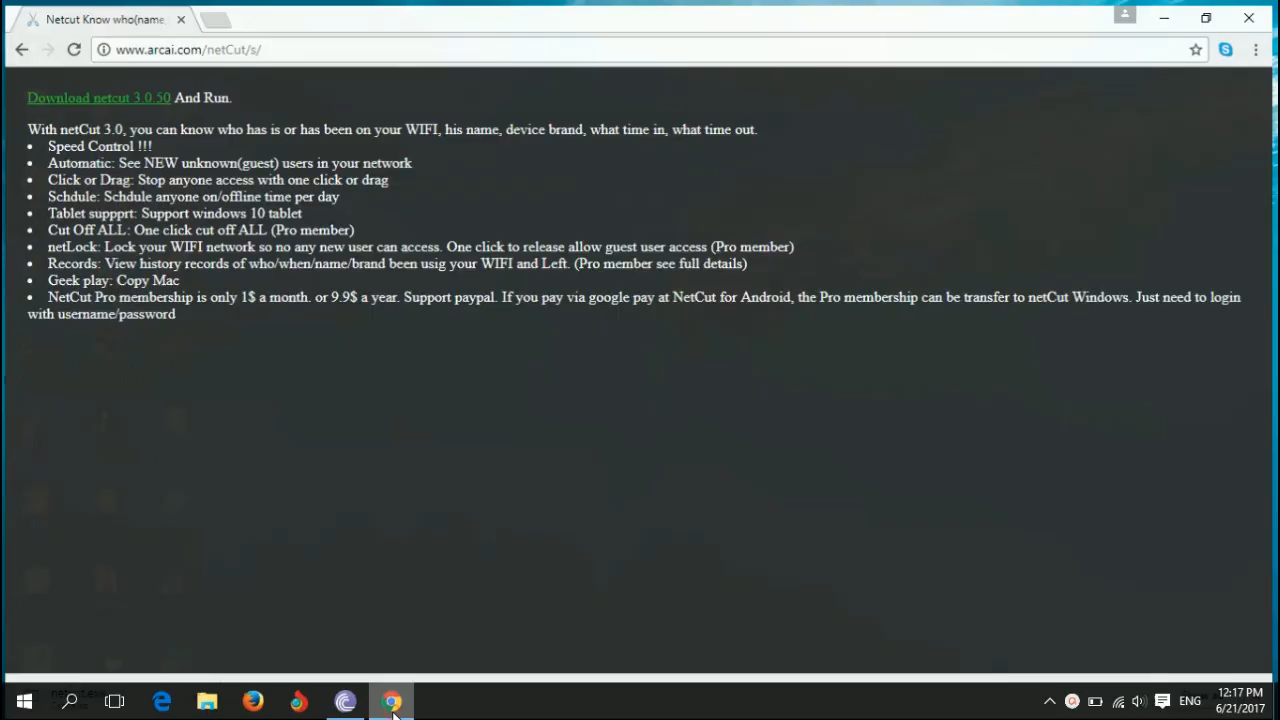 Netcut Know who(name,
www.arcai.com/netCut/s/
Download netcut 3.0.50 And Run.
With netCut 3.0, you can know who has is or has been on your WIFI, his name, device brand, what time in, what time out.
• Speed Control !!!
• Automatic: See NEW unknown(guest) users in your network
• Click or Drag: Stop anyone access with one click or drag
• Schdule: Schdule anyone on/offline time per day
• Tablet suppprt: Support windows 10 tablet
• Cut Off ALL: One click cut off ALL (Pro member)
• netLock: Lock your WIFI network so no any new user can access. One click to release allow guest user access (Pro member)
• Records: View history records of who/when/name/brand been usig your WIFI and Left. (Pro member see full details)
• Geek play: Copy Mac
• NetCut Pro membership is only 1$ a month. or 9.9$ a year. Support paypal. If you pay via google pay at NetCut for Android, the Pro membership can be transfer to netCut Windows. Just need to login
with username/password
ENG
12:17 PM
6/21/2017